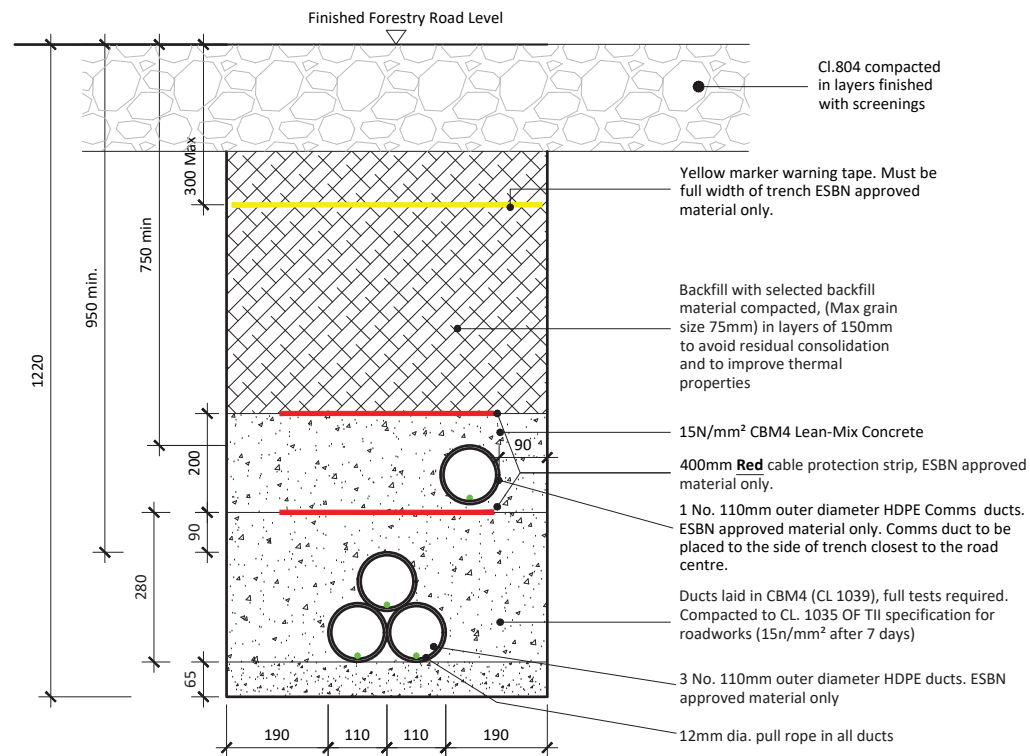 Finished Forestry Road Level
Cl.804 compacted
in layers finished
with screenings
300 Max
Yellow marker warning tape. Must be
full width of trench ESBN approved
material only.
750 min
950 min.
Backfill with selected backfill
material compacted, (Max grain
size 75mm) in layers of 150mm
to avoid residual consolidation
and to improve thermal
properties
1220
15N/mm² CBM4 Lean-Mix Concrete
90
200
400mm Red cable protection strip, ESBN approved
material only.
1 No. 110mm outer diameter HDPE Comms ducts.
ESBN approved material only. Comms duct to be
placed to the side of trench closest to the road
centre.
90
280
Ducts laid in CBM4 (CL 1039), full tests required.
Compacted to CL. 1035 OF TII specification for
roadworks (15n/mm² after 7 days)
65
3 No. 110mm outer diameter HDPE ducts. ESBN
approved material only
190
110
110
190
12mm dia. pull rope in all ducts